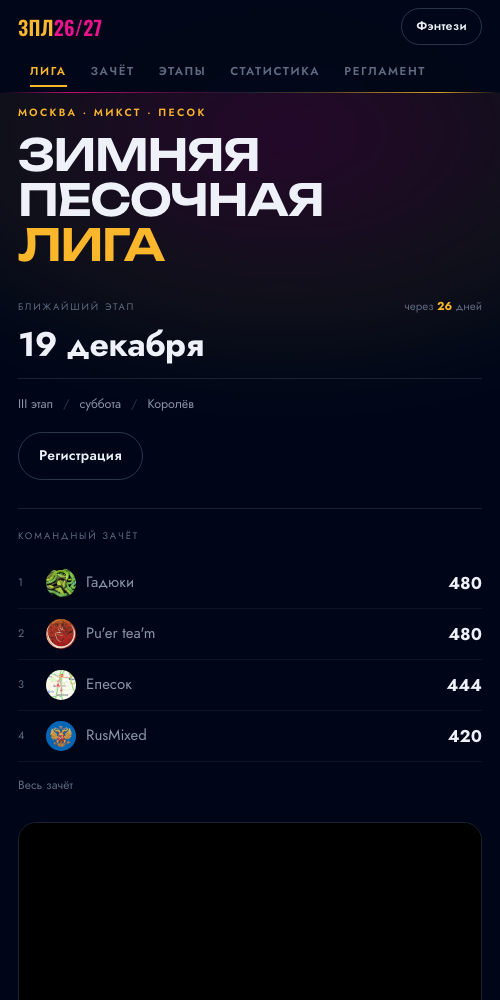 ЗПЛ26/27
Фэнтези
ЛИГА ЗАЧЁТ ЭТАПЫ СТАТИСТИКА РЕГЛАМЕНТ
МОСКВА · МИКСТ · ПЕСОК
ЗИМНЯЯ
ПЕСОЧНАЯ
ЛИГА
БЛИЖАЙШИЙ ЭТАП через 26 дней
19 декабря
III этап / суббота / Королёв
Регистрация
КОМАНДНЫЙ ЗАЧЁТ
1 Гадюки 480
2 Pu'er tea'm 480
3 Епесок 444
4 RusMixed 420
Весь зачёт